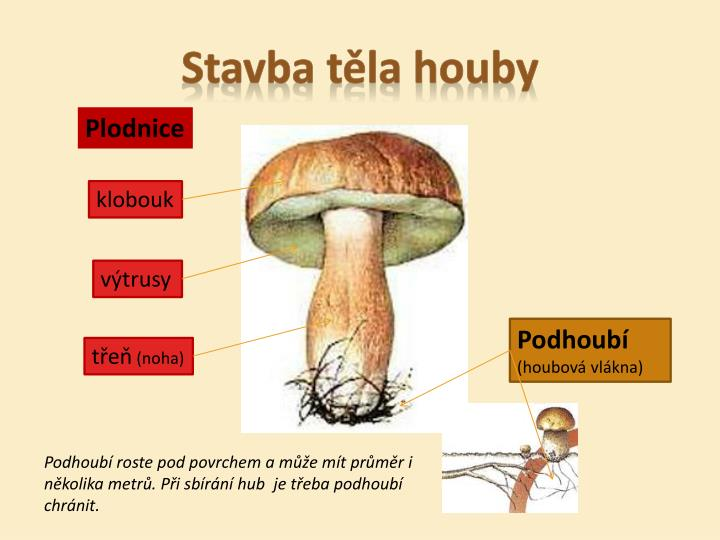 Stavba těla houby
Plodnice
klobouk
výtrusy
třeň (noha)
Podhoubí
(houbová vlákna)
Podhoubí roste pod povrchem a může mít průměr i
několika metrů. Při sbírání hub  je třeba podhoubí
chránit.